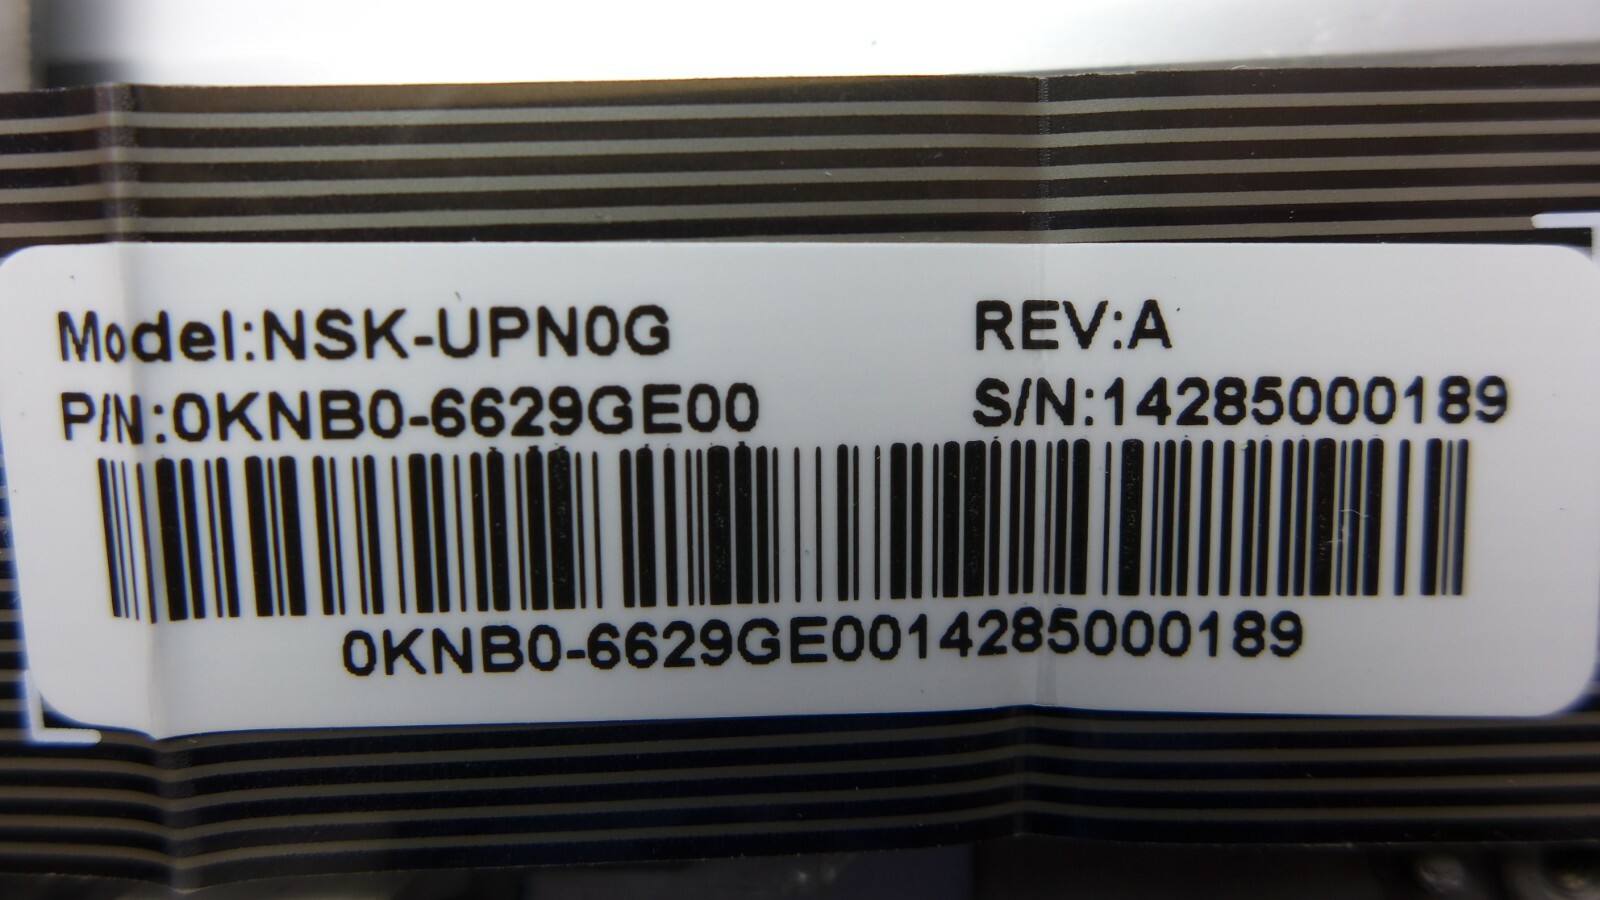 Model:NSK-UPN0G REV:A
P/N:0KNB0-6629GE00 S/N:14285000189
0KNB0-6629GE0014285000189